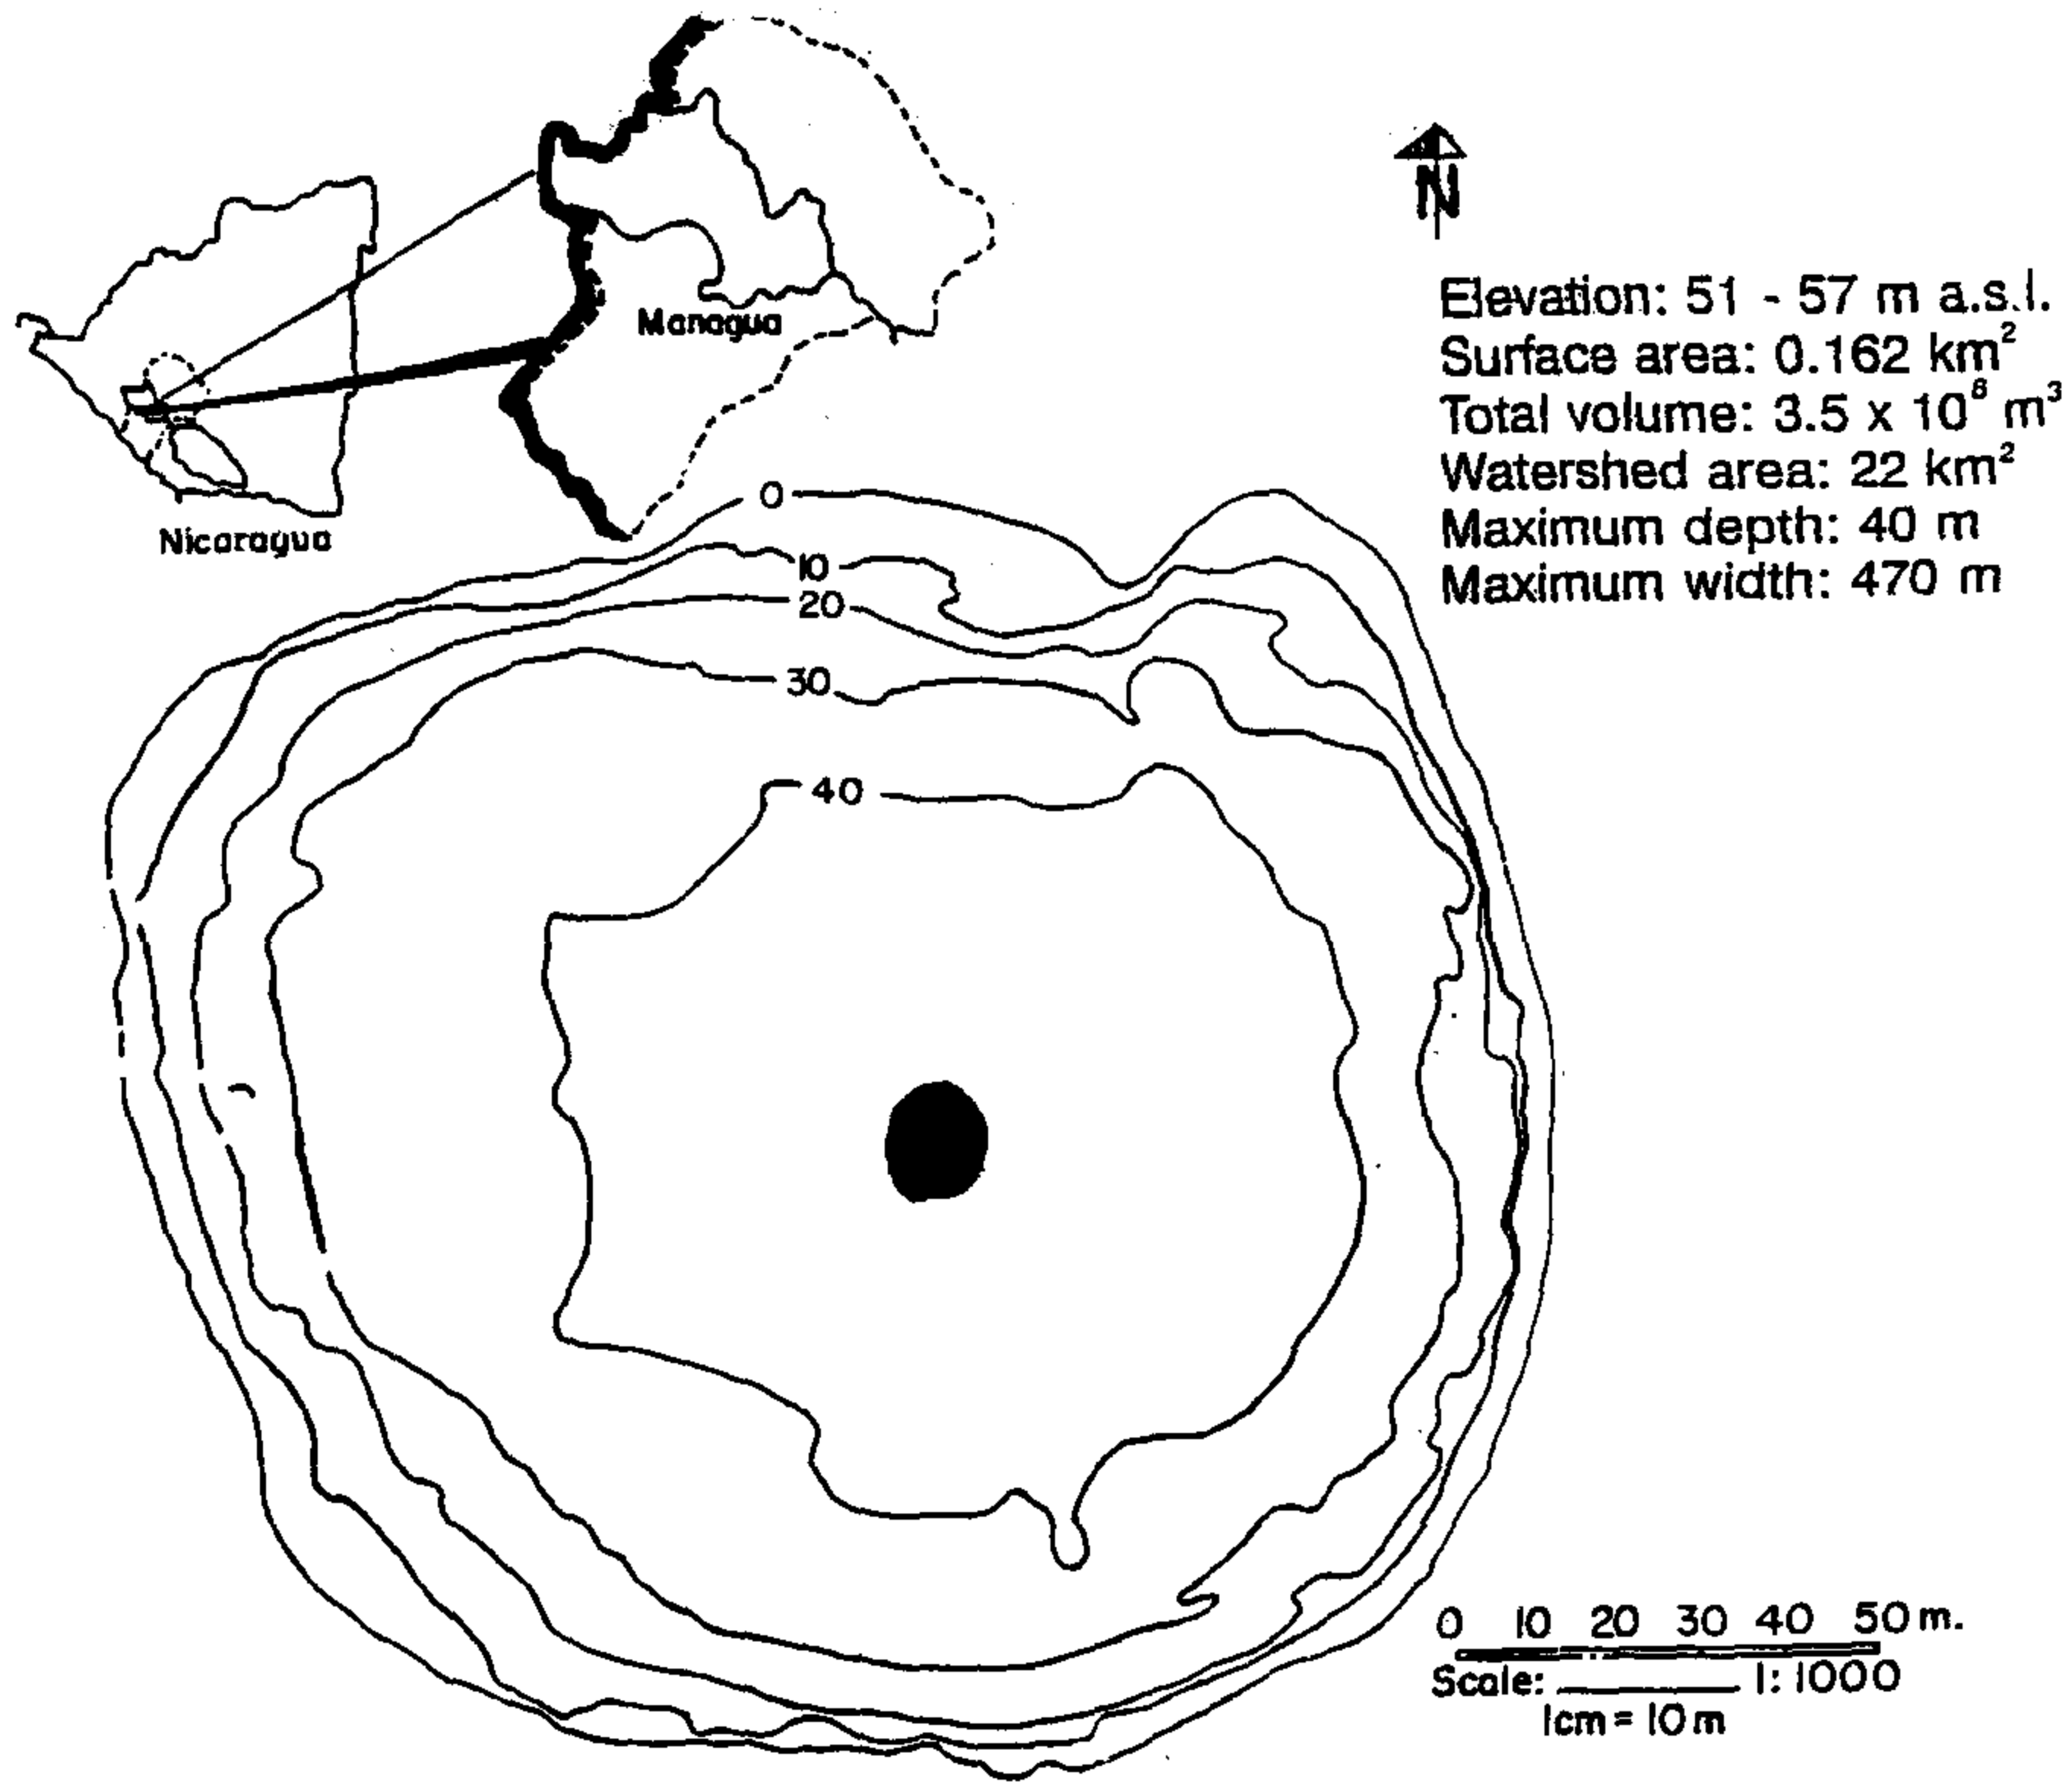 N
Managua
Nicaragua
Elevation: 51 - 57 m a.s.l.
Surface area: 0.162 km²
Total volume: 3.5 x 10⁶ m³
Watershed area: 22 km²
Maximum depth: 40 m
Maximum width: 470 m
0
10
20
30
40
0 10 20 30 40 50 m.
Scale: 1:1000
1cm = 10 m